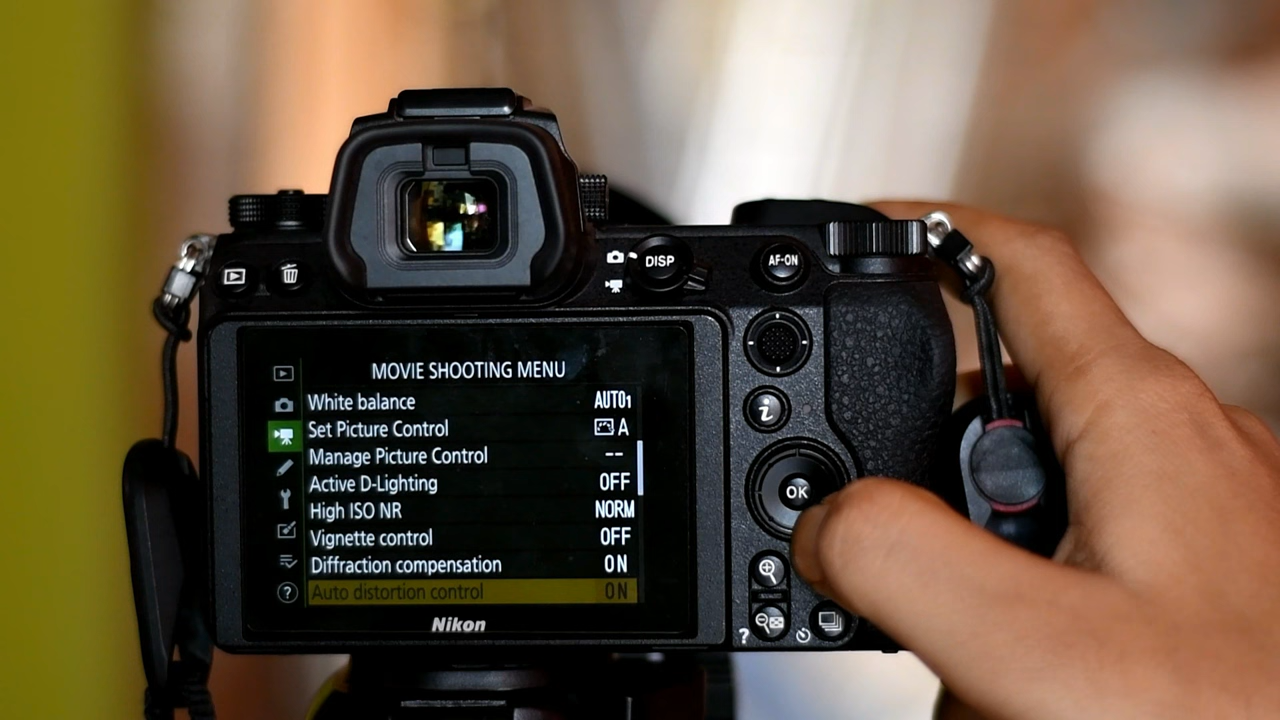 DISP
AF-ON
MOVIE SHOOTING MENU
White balance AUTO1
Set Picture Control A
Manage Picture Control --
Active D-Lighting OFF
High ISO NR NORM
Vignette control OFF
Diffraction compensation ON
Auto distortion control ON
i
OK
?
?
Nikon